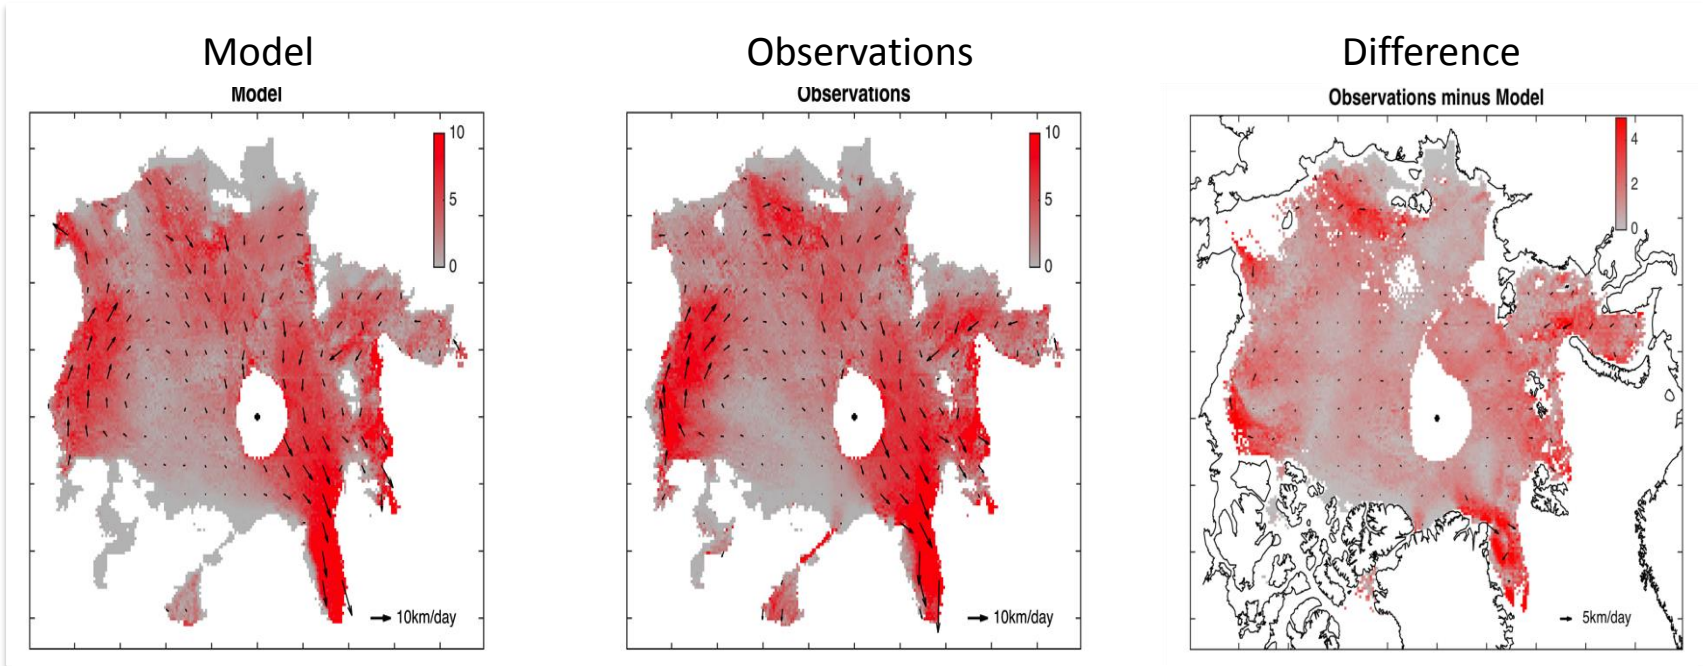 Model
Observations
Difference
Model
Observations
Observations minus Model
10
5
0
10km/day
10
5
0
10km/day
4
2
0
5km/day